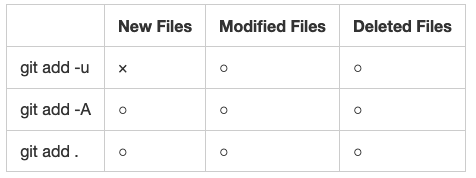 New Files Modified Files Deleted Files
git add -u × ○ ○
git add -A ○ ○ ○
git add . ○ ○ ○